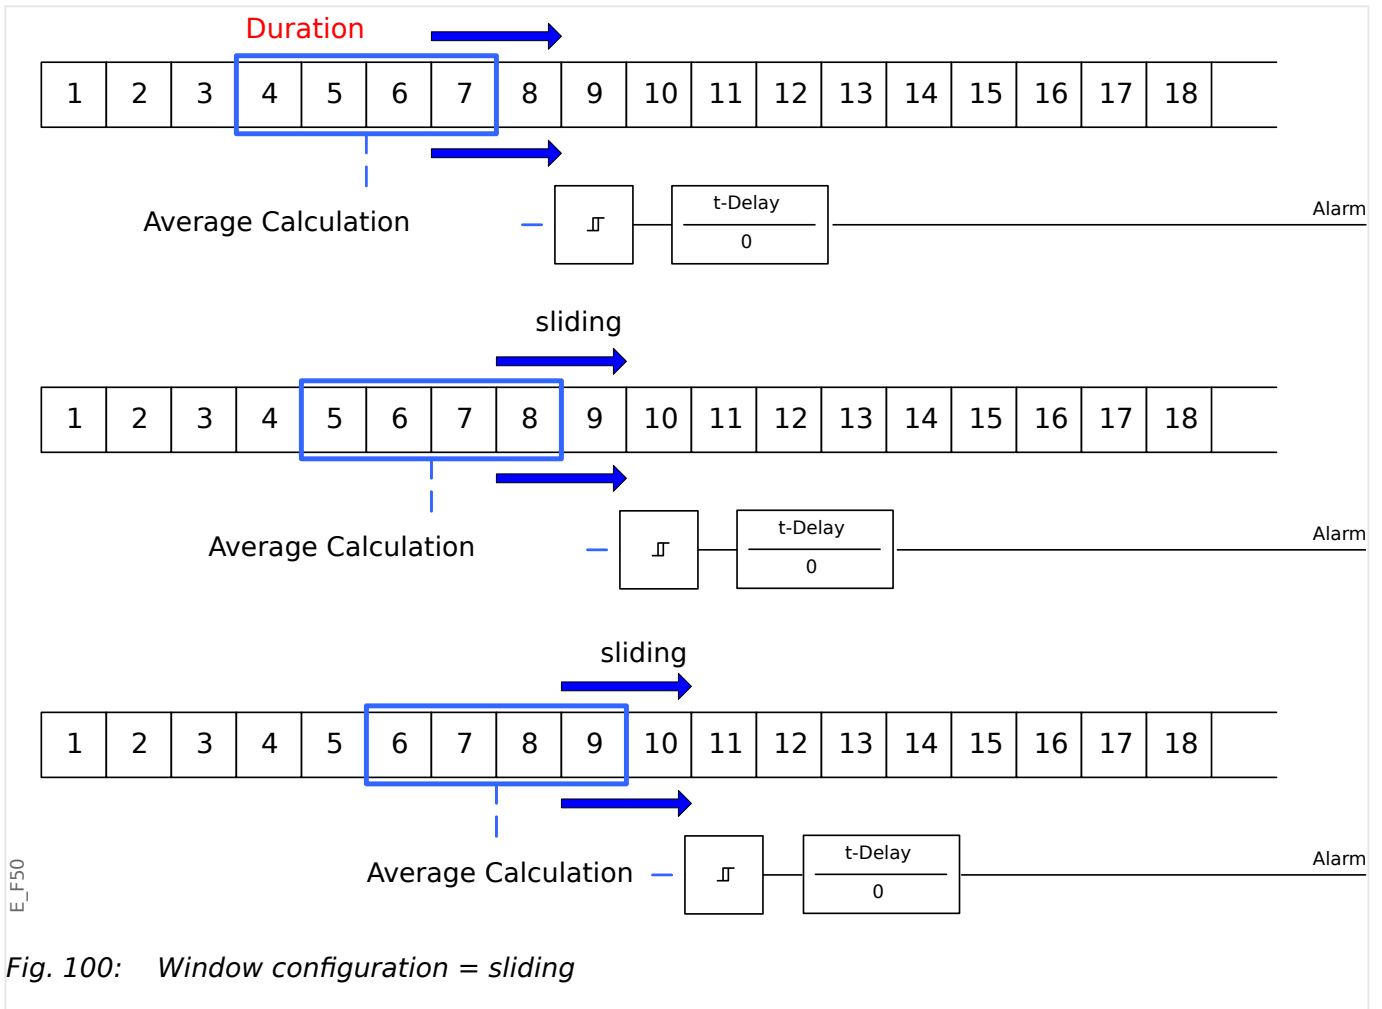 Duration
1 2 3 4 5 6 7 8 9 10 11 12 13 14 15 16 17 18
t-Delay
Alarm
Average Calculation
0
sliding
1 2 3 4 5 6 7 8 9 10 11 12 13 14 15 16 17 18
t-Delay
Alarm
Average Calculation
0
sliding
1 2 3 4 5 6 7 8 9 10 11 12 13 14 15 16 17 18
t-Delay
Alarm
Average Calculation
0
E_F50
Fig. 100: Window configuration = sliding